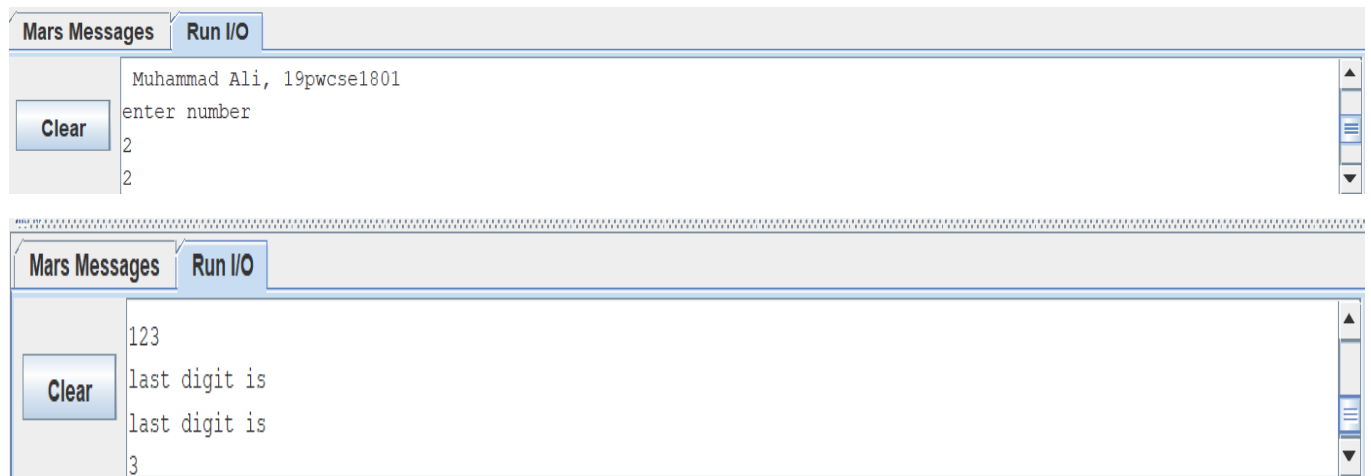 Mars Messages Run I/O
Muhammad Ali, 19pwcse1801
enter number
Clear
2
2
Mars Messages Run I/O
123
Clear
last digit is
last digit is
3